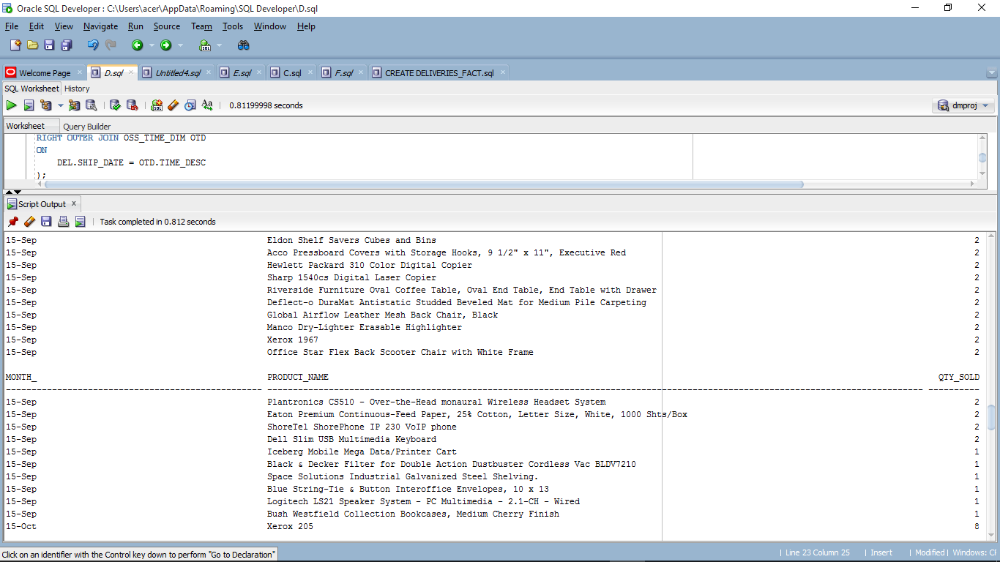 Oracle SQL Developer : C:\Users\acer\AppData\Roaming\SQL Developer\D.sql
File Edit View Navigate Run Source Team Tools Window Help
Welcome Page D.sql Untitled4.sql E.sql C.sql F.sql CREATE DELIVERIES_FACT.sql
SQL Worksheet History
0.81199998 seconds dmproj
Worksheet Query Builder
RIGHT OUTER JOIN OSS_TIME_DIM OTD
ON
DEL.SHIP_DATE = OTD.TIME_DESC
);
Script Output x
Task completed in 0.812 seconds
15-Sep Eldon Shelf Savers Cubes and Bins 2
15-Sep Acco Pressboard Covers with Storage Hooks, 9 1/2" x 11", Executive Red 2
15-Sep Hewlett Packard 310 Color Digital Copier 2
15-Sep Sharp 1540cs Digital Laser Copier 2
15-Sep Riverside Furniture Oval Coffee Table, Oval End Table, End Table with Drawer 2
15-Sep Deflect-o DuraMat Antistatic Studded Beveled Mat for Medium Pile Carpeting 2
15-Sep Global Airflow Leather Mesh Back Chair, Black 2
15-Sep Manco Dry-Lighter Erasable Highlighter 2
15-Sep Xerox 1967 2
15-Sep Office Star Flex Back Scooter Chair with White Frame 2
MONTH_ PRODUCT_NAME QTY_SOLD
15-Sep Plantronics CS510 - Over-the-Head monaural Wireless Headset System 2
15-Sep Eaton Premium Continuous-Feed Paper, 25% Cotton, Letter Size, White, 1000 Shts/Box 2
15-Sep ShoreTel ShorePhone IP 230 VoIP phone 2
15-Sep Dell Slim USB Multimedia Keyboard 2
15-Sep Iceberg Mobile Mega Data/Printer Cart 1
15-Sep Black & Decker Filter for Double Action Dustbuster Cordless Vac BLDV7210 1
15-Sep Space Solutions Industrial Galvanized Steel Shelving. 1
15-Sep Blue String-Tie & Button Interoffice Envelopes, 10 x 13 1
15-Sep Logitech LS21 Speaker System - PC Multimedia - 2.1-CH - Wired 1
15-Sep Bush Westfield Collection Bookcases, Medium Cherry Finish 1
15-Oct Xerox 205 8
Click on an identifier with the Control key down to perform "Go to Declaration" | Line 23 Column 25 | Insert | Modified | Windows: CF